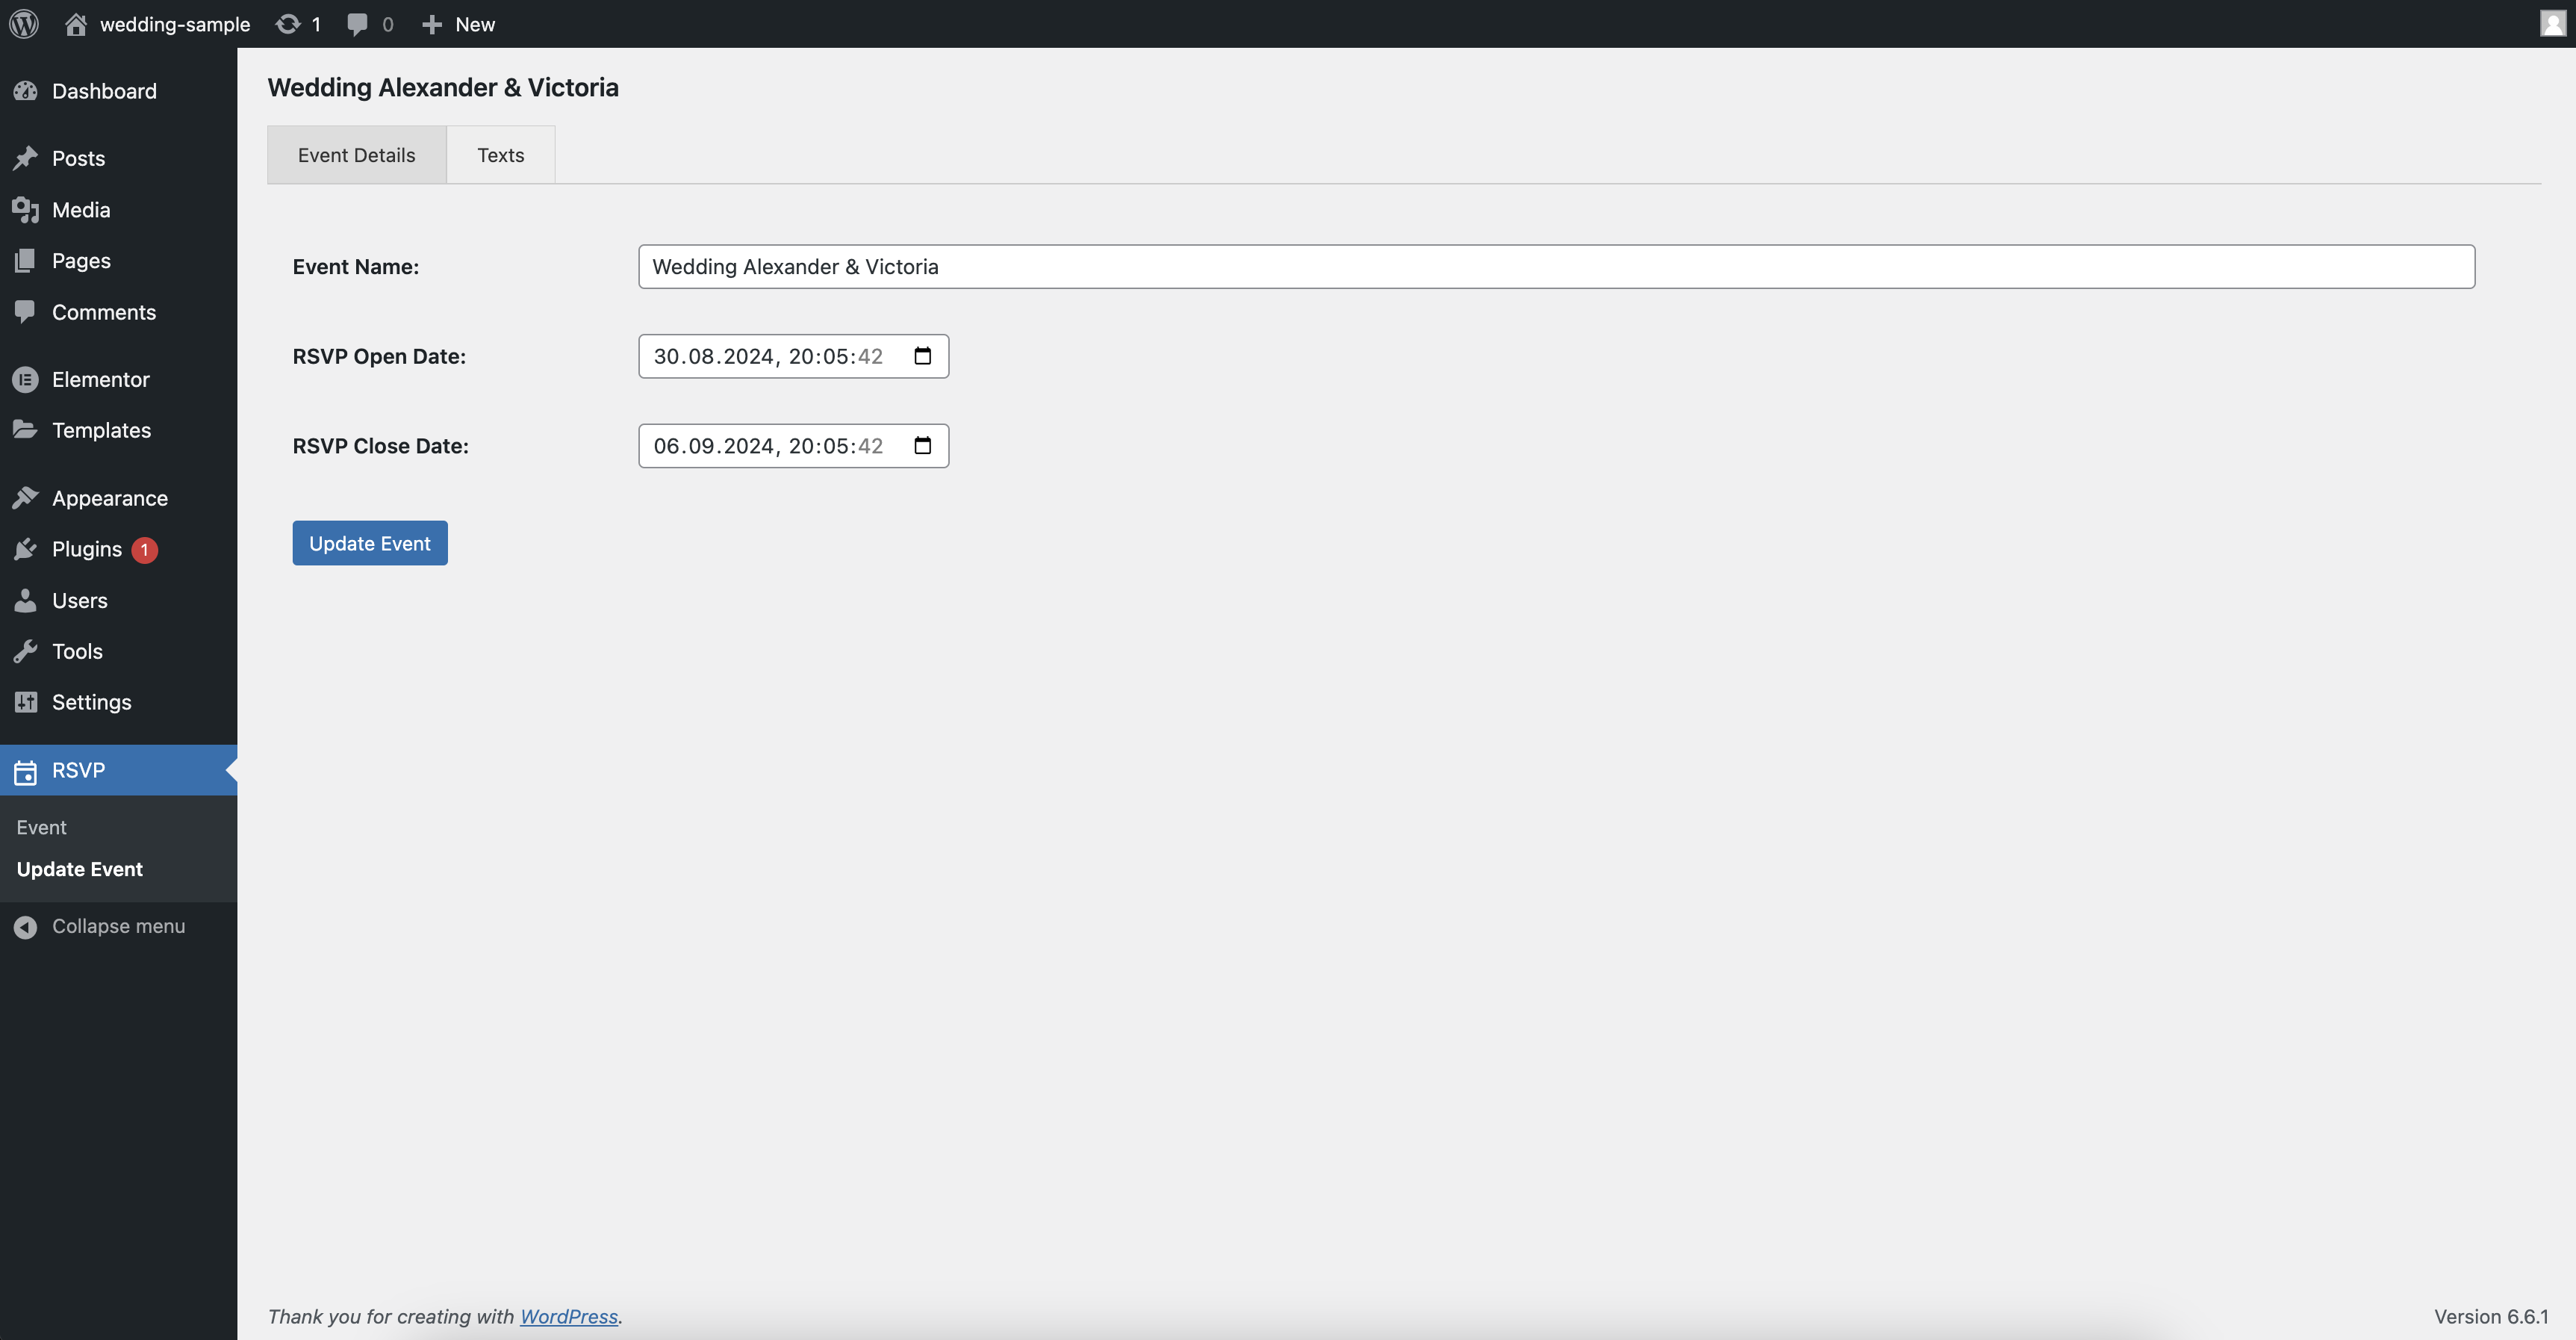 wedding-sample 1 0 New
Dashboard
Posts
Media
Pages
Comments
Elementor
Templates
Appearance
Plugins 1
Users
Tools
Settings
RSVP
Event
Update Event
Collapse menu
Wedding Alexander & Victoria
Event Details Texts
Event Name: Wedding Alexander & Victoria
RSVP Open Date: 30.08.2024, 20:05:42
RSVP Close Date: 06.09.2024, 20:05:42
Update Event
Thank you for creating with WordPress. Version 6.6.1